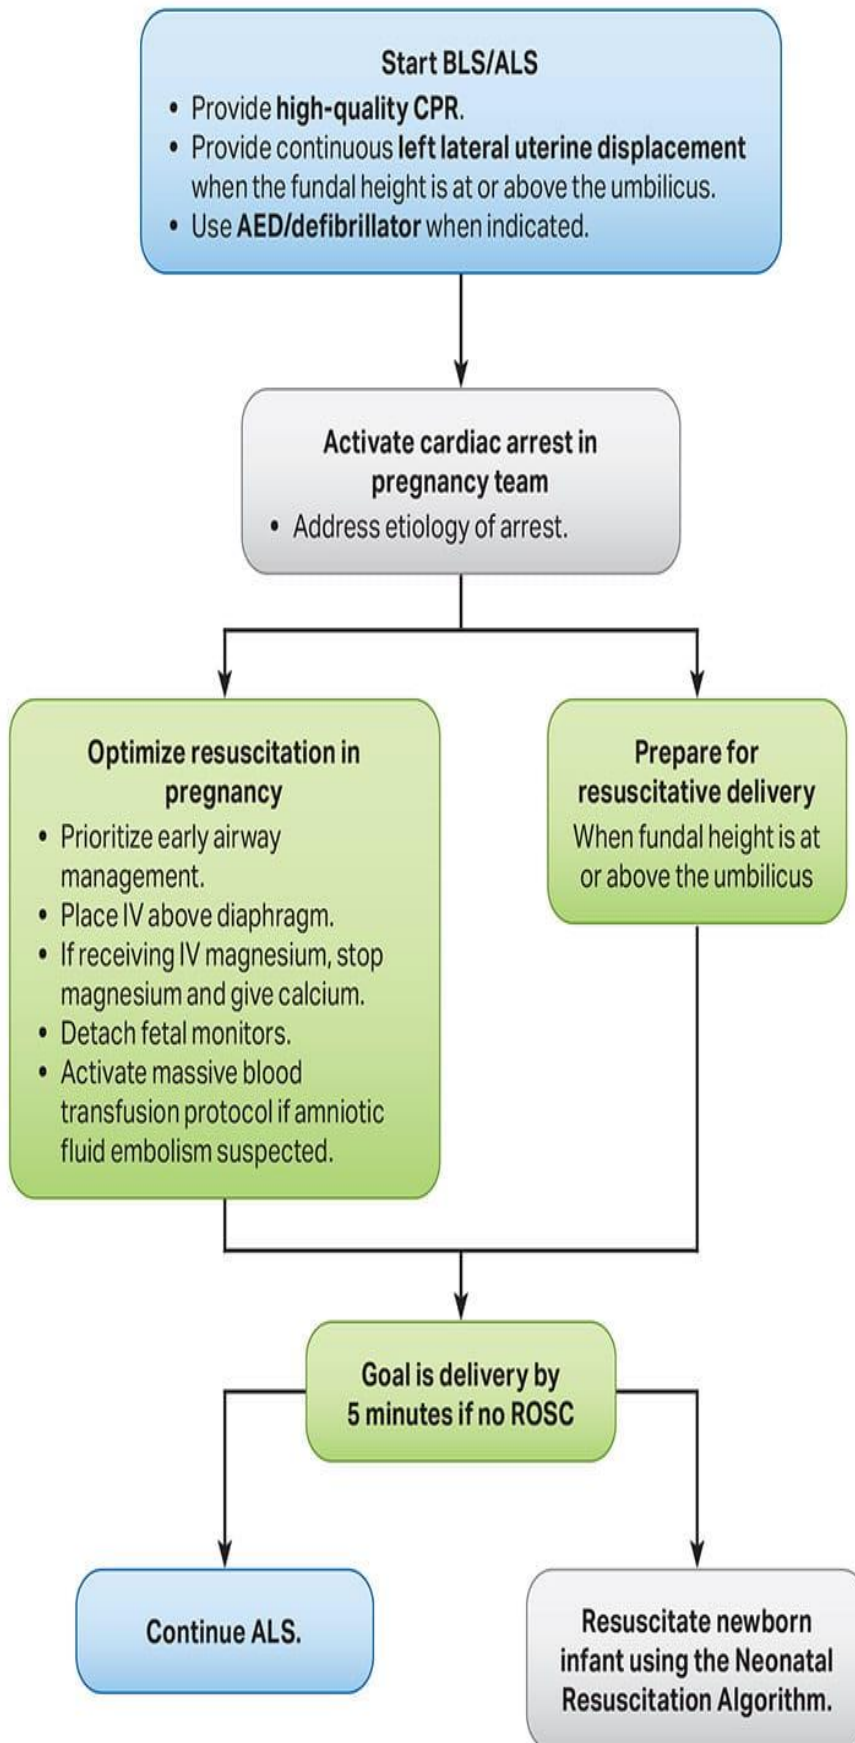 Start BLS/ALS
• Provide high-quality CPR.
• Provide continuous left lateral uterine displacement
when the fundal height is at or above the umbilicus.
• Use AED/defibrillator when indicated.
Activate cardiac arrest in
pregnancy team
• Address etiology of arrest.
Optimize resuscitation in
pregnancy
• Prioritize early airway
management.
• Place IV above diaphragm.
• If receiving IV magnesium, stop
magnesium and give calcium.
• Detach fetal monitors.
• Activate massive blood
transfusion protocol if amniotic
fluid embolism suspected.
Prepare for
resuscitative delivery
When fundal height is at
or above the umbilicus
Goal is delivery by
5 minutes if no ROSC
Continue ALS.
Resuscitate newborn
infant using the Neonatal
Resuscitation Algorithm.